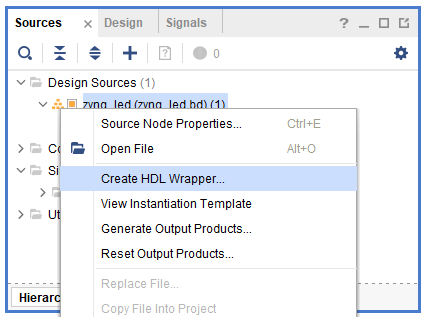 Sources × Design Signals ? _
0
Design Sources (1)
zynq_led (zynq_led.bd) (1)
Source Node Properties... Ctrl+E
Open File Alt+O
Co
Create HDL Wrapper...
Si
View Instantiation Template
Ut
Generate Output Products...
Reset Output Products...
Replace File...
Hierarc
Copy File Into Project